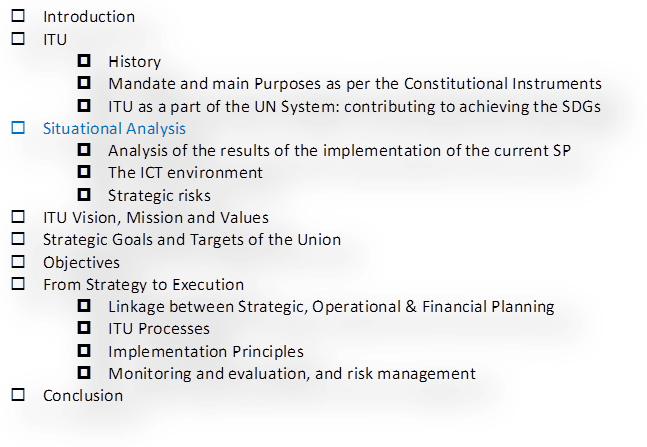 Introduction
ITU
History
Mandate and main Purposes as per the Constitutional Instruments
ITU as a part of the UN System: contributing to achieving the SDGs
Situational Analysis
Analysis of the results of the implementation of the current SP
The ICT environment
Strategic risks
ITU Vision, Mission and Values
Strategic Goals and Targets of the Union
Objectives
From Strategy to Execution
Linkage between Strategic, Operational & Financial Planning
ITU Processes
Implementation Principles
Monitoring and evaluation, and risk management
Conclusion